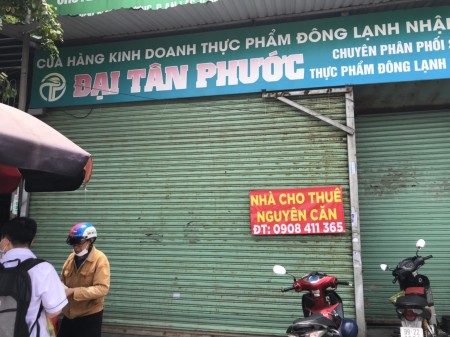 CỬA HÀNG KINH DOANH THỰC PHẨM ĐÔNG LẠNH NHẬP
ĐẠI TÂN PHƯỚC
CHUYÊN PHÂN PHỐI
THỰC PHẨM ĐÔNG LẠNH
NHÀ CHO THUÊ
NGUYÊN CĂN
ĐT: 0908 411 365